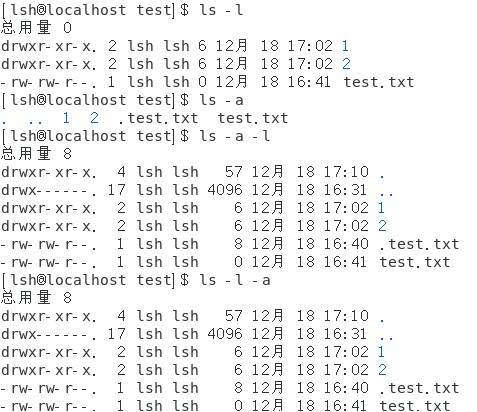 [lsh@localhost test]$ ls -l
总用量 0
drwxr-xr-x. 2 lsh lsh 6 12月 18 17:02 1
drwxr-xr-x. 2 lsh lsh 6 12月 18 17:02 2
-rw-rw-r--. 1 lsh lsh 0 12月 18 16:41 test.txt
[lsh@localhost test]$ ls -a
. .. 1 2 .test.txt test.txt
[lsh@localhost test]$ ls -a -l
总用量 8
drwxr-xr-x. 4 lsh lsh 57 12月 18 17:10 .
drwx------. 17 lsh lsh 4096 12月 18 16:31 ..
drwxr-xr-x. 2 lsh lsh 6 12月 18 17:02 1
drwxr-xr-x. 2 lsh lsh 6 12月 18 17:02 2
-rw-rw-r--. 1 lsh lsh 8 12月 18 16:40 .test.txt
-rw-rw-r--. 1 lsh lsh 0 12月 18 16:41 test.txt
[lsh@localhost test]$ ls -l -a
总用量 8
drwxr-xr-x. 4 lsh lsh 57 12月 18 17:10 .
drwx------. 17 lsh lsh 4096 12月 18 16:31 ..
drwxr-xr-x. 2 lsh lsh 6 12月 18 17:02 1
drwxr-xr-x. 2 lsh lsh 6 12月 18 17:02 2
-rw-rw-r--. 1 lsh lsh 8 12月 18 16:40 .test.txt
-rw-rw-r--. 1 lsh lsh 0 12月 18 16:41 test.txt